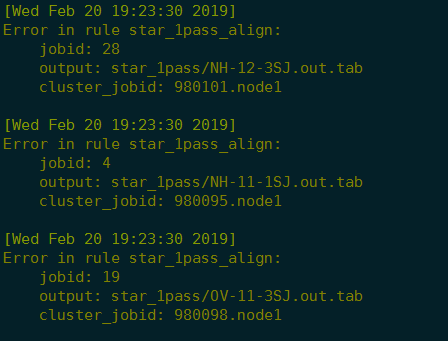 [Wed Feb 20 19:23:30 2019]
Error in rule star_1pass_align:
    jobid: 28
    output: star_1pass/NH-12-3SJ.out.tab
    cluster_jobid: 980101.node1

[Wed Feb 20 19:23:30 2019]
Error in rule star_1pass_align:
    jobid: 4
    output: star_1pass/NH-11-1SJ.out.tab
    cluster_jobid: 980095.node1

[Wed Feb 20 19:23:30 2019]
Error in rule star_1pass_align:
    jobid: 19
    output: star_1pass/OV-11-3SJ.out.tab
    cluster_jobid: 980098.node1